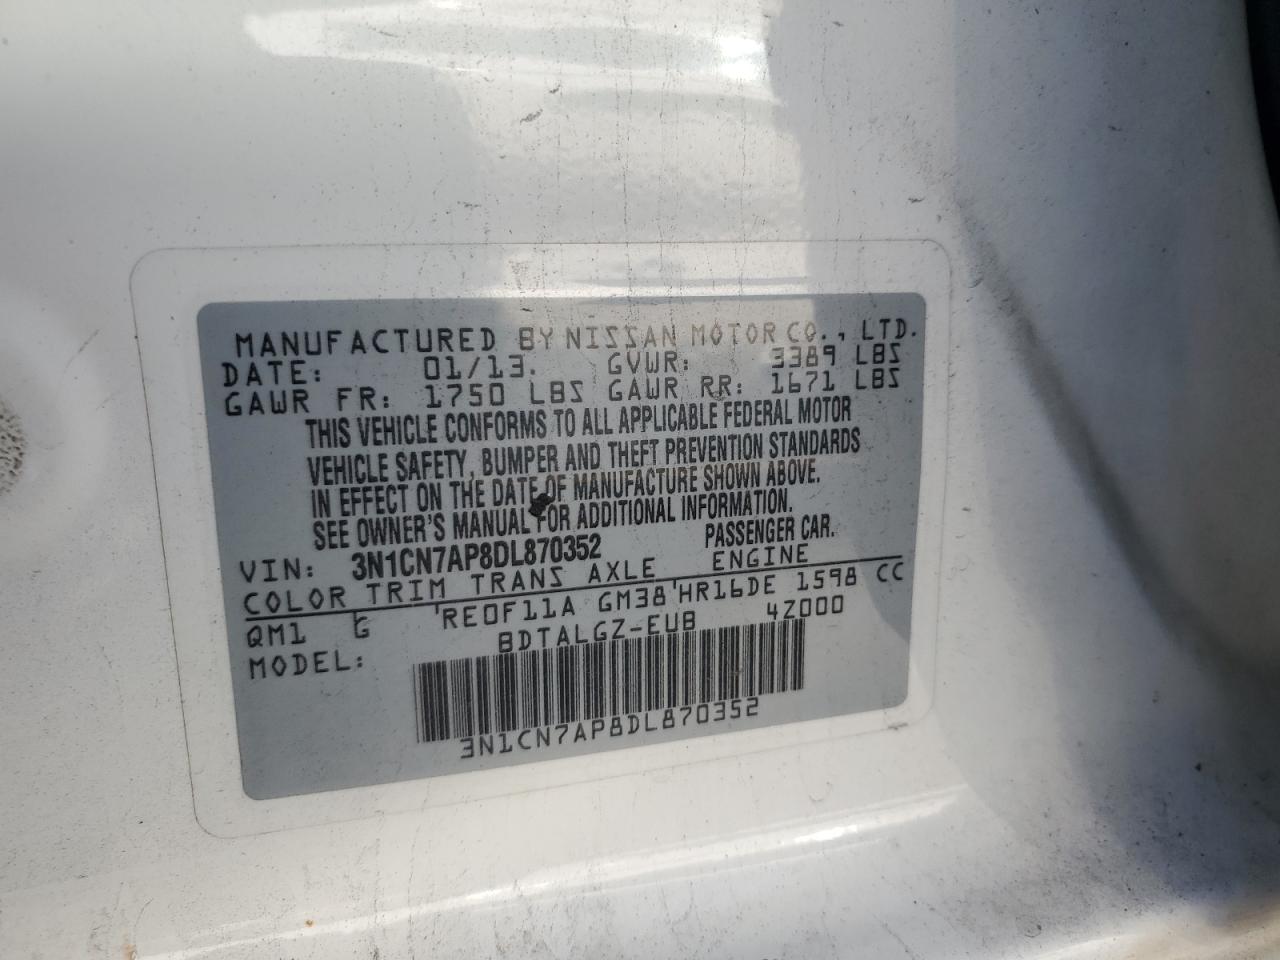 MANUFACTURED BY NISSAN MOTOR CO., LTD.
DATE: 01/13. GVWR: 3389 LBS
GAWR FR: 1750 LBS GAWR RR: 1671 LBS
THIS VEHICLE CONFORMS TO ALL APPLICABLE FEDERAL MOTOR
VEHICLE SAFETY, BUMPER AND THEFT PREVENTION STANDARDS
IN EFFECT ON THE DATE OF MANUFACTURE SHOWN ABOVE.
SEE OWNER'S MANUAL FOR ADDITIONAL INFORMATION.
VIN: 3N1CN7AP8DL870352 PASSENGER CAR.
COLOR TRIM TRANS AXLE ENGINE
QM1 G RE0F11A GM38 HR16DE 1598 CC
MODEL: BDTALGZ-EUB 4Z000
3N1CN7AP8DL870352